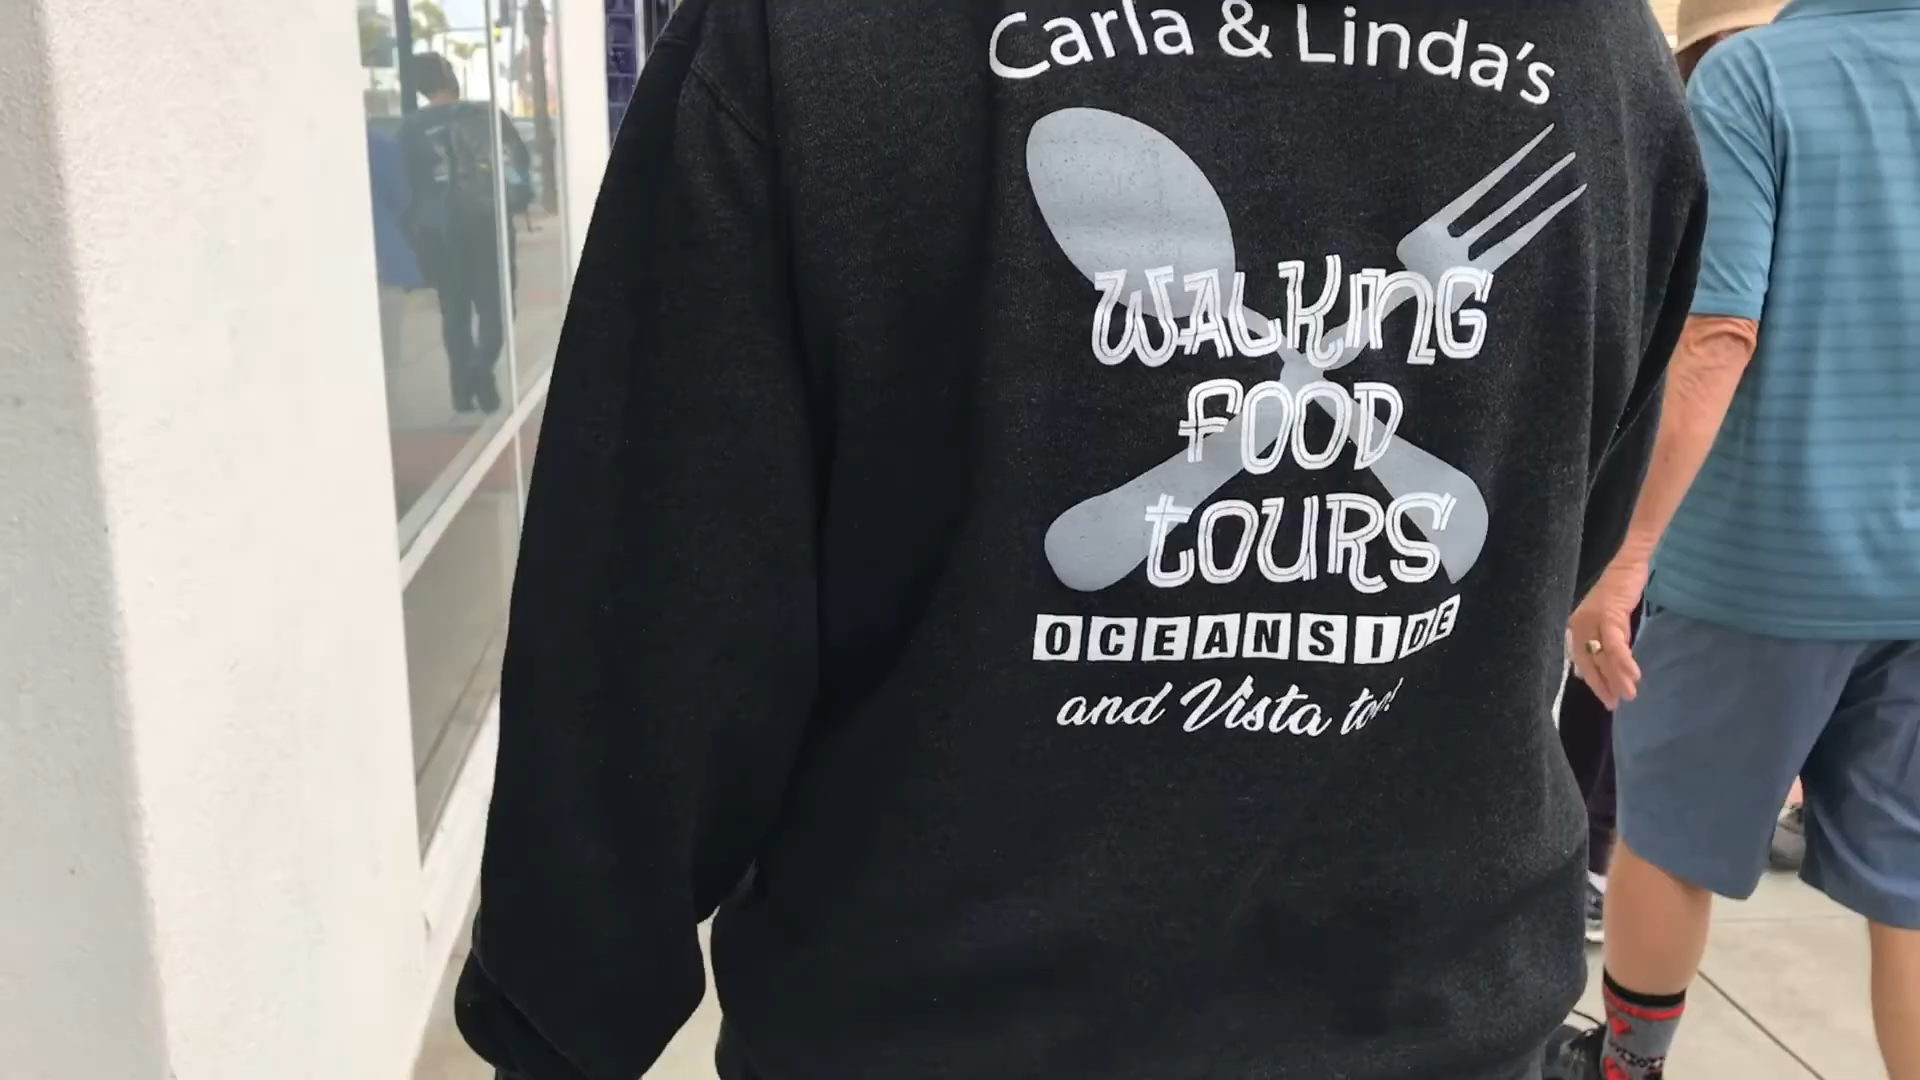 Carla & Linda's
WALKING
FOOD
tOURS
OCEANSIDE
and Vista too!